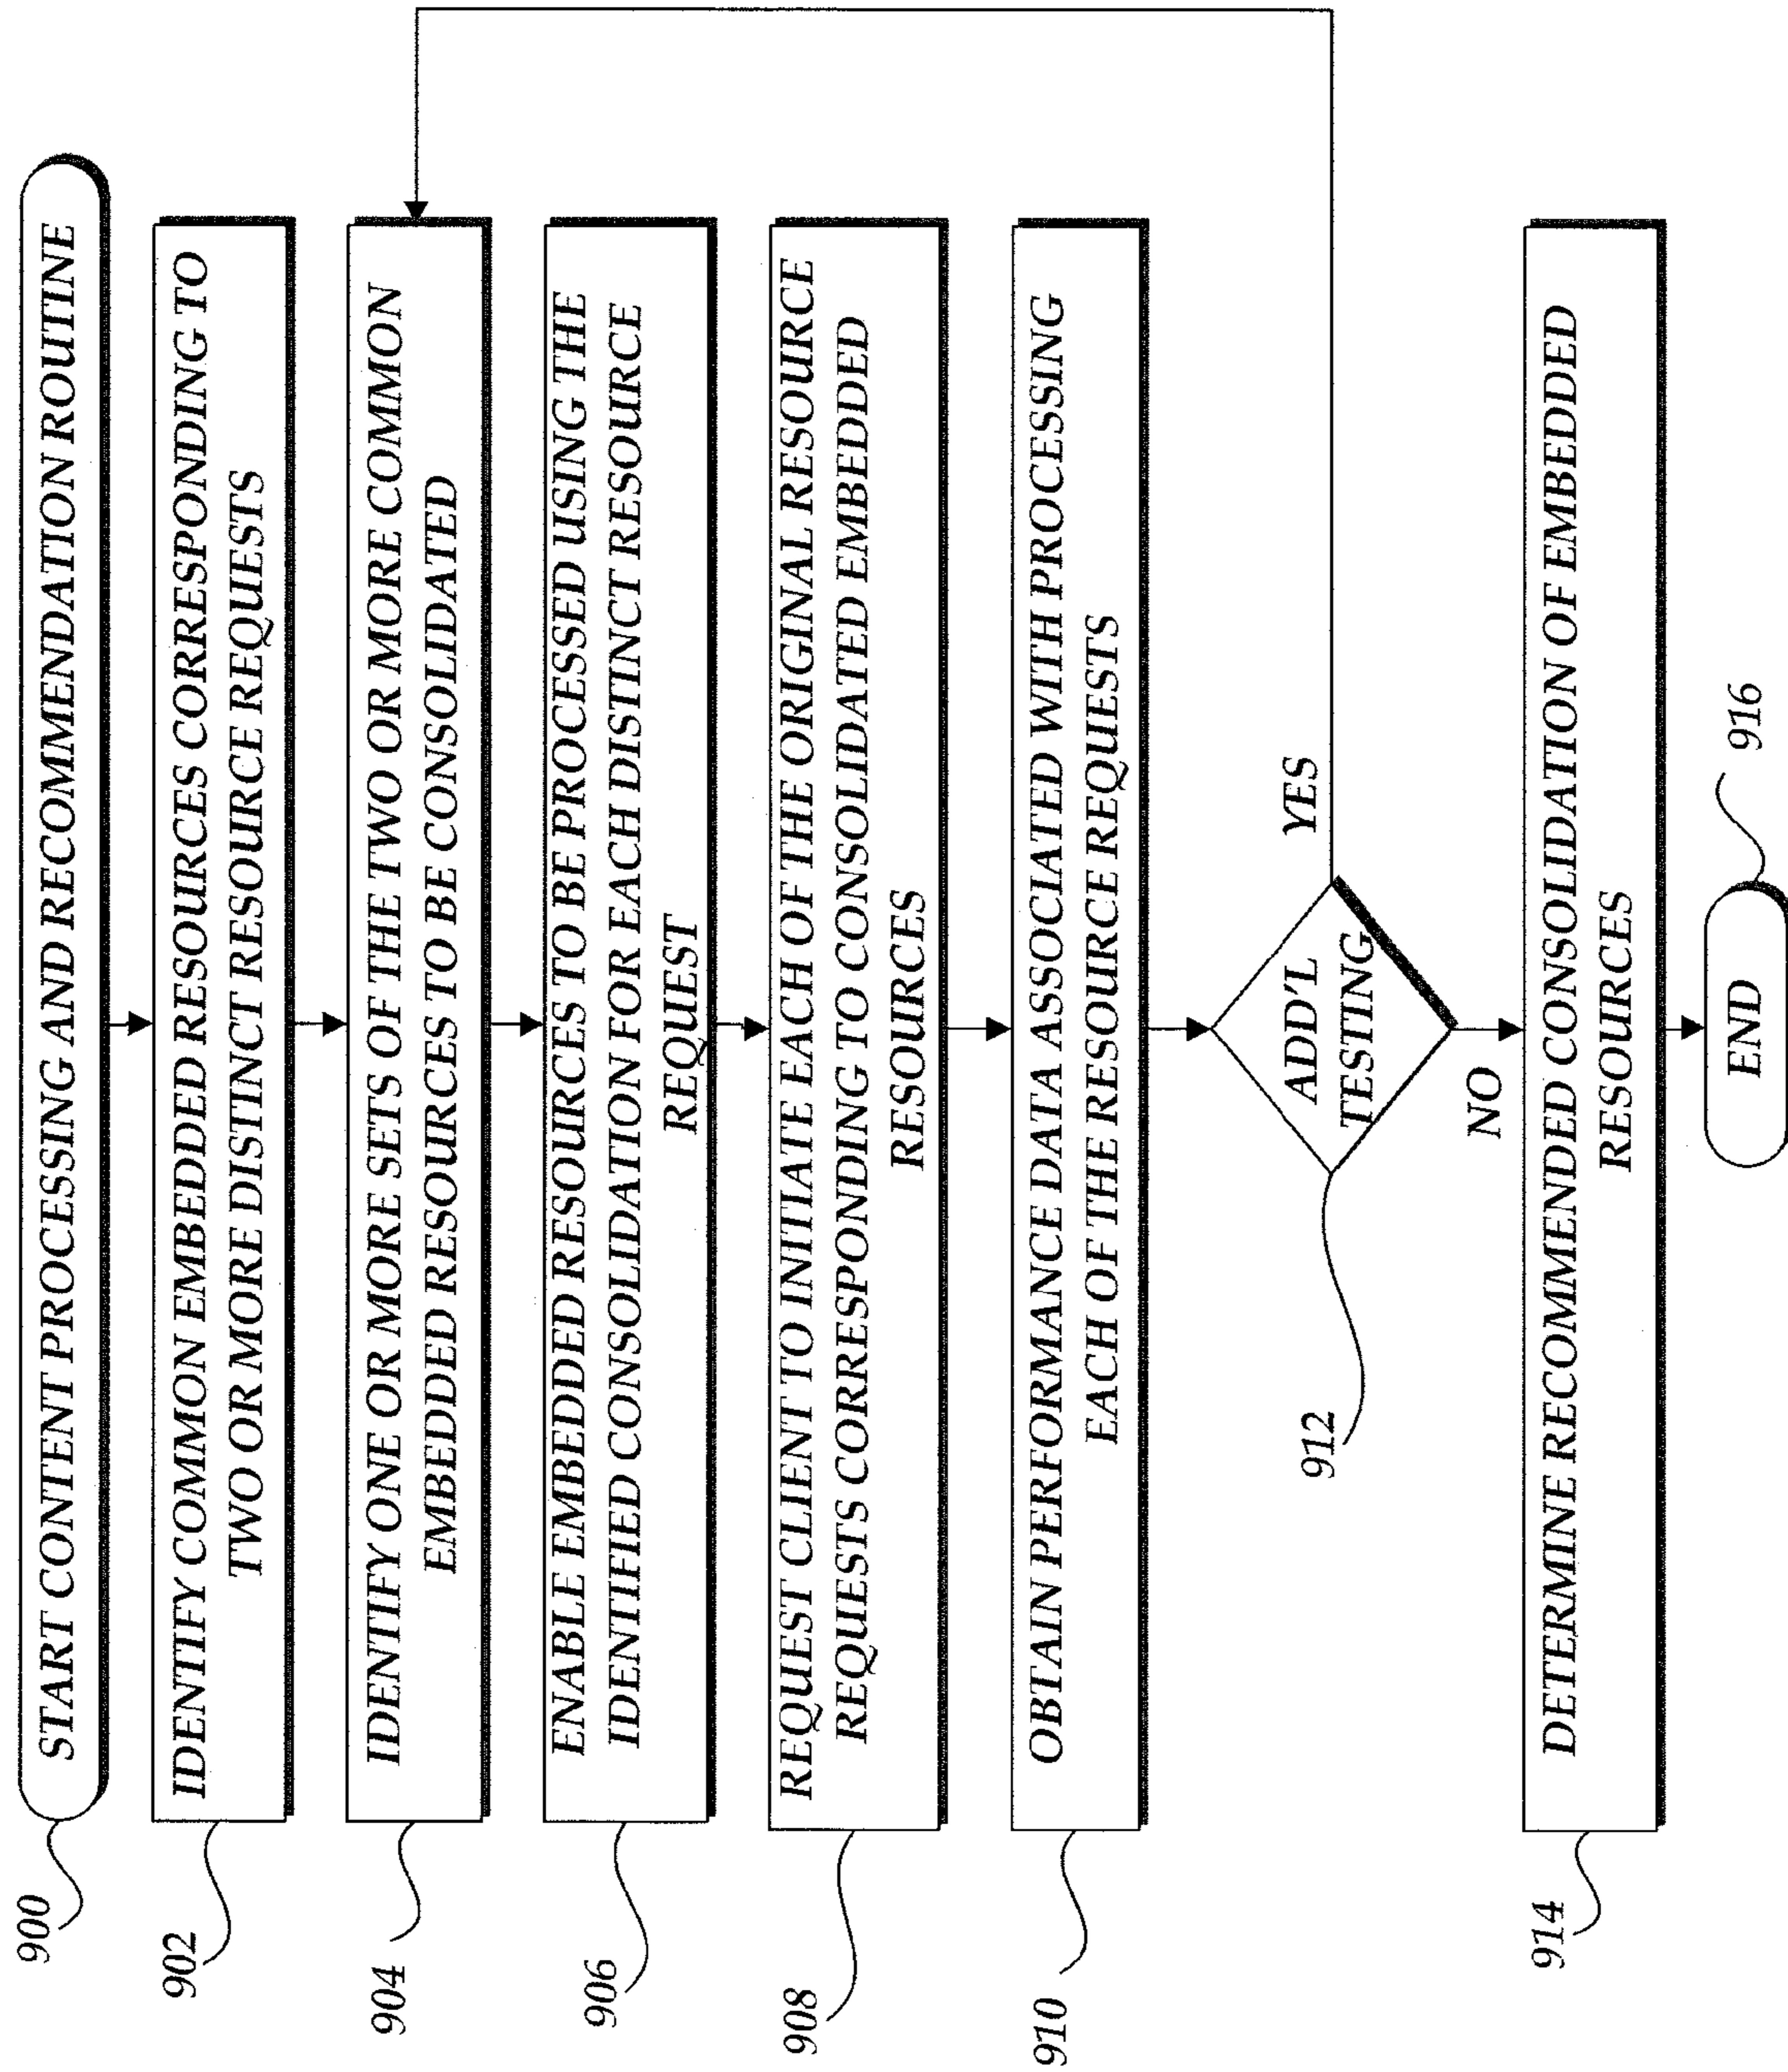 900
START CONTENT PROCESSING AND RECOMMENDATION ROUTINE
902
IDENTIFY COMMON EMBEDDED RESOURCES CORRESPONDING TO
TWO OR MORE DISTINCT RESOURCE REQUESTS
904
IDENTIFY ONE OR MORE SETS OF THE TWO OR MORE COMMON
EMBEDDED RESOURCES TO BE CONSOLIDATED
906
ENABLE EMBEDDED RESOURCES TO BE PROCESSED USING THE
IDENTIFIED CONSOLIDATION FOR EACH DISTINCT RESOURCE
REQUEST
908
REQUEST CLIENT TO INITIATE EACH OF THE ORIGINAL RESOURCE
REQUESTS CORRESPONDING TO CONSOLIDATED EMBEDDED
RESOURCES
910
OBTAIN PERFORMANCE DATA ASSOCIATED WITH PROCESSING
EACH OF THE RESOURCE REQUESTS
912
ADD'L
TESTING
YES
NO
914
DETERMINE RECOMMENDED CONSOLIDATION OF EMBEDDED
RESOURCES
END
916